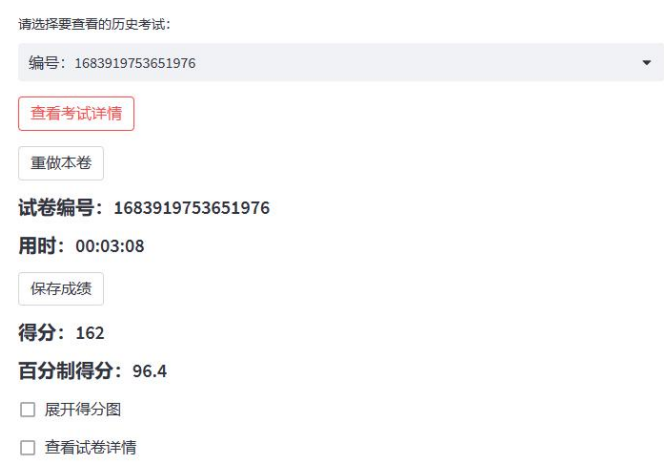 请选择要查看的历史考试：
编号：1683919753651976
查看考试详情
重做本卷
试卷编号：1683919753651976
用时：00:03:08
保存成绩
得分：162
百分制得分：96.4
展开得分图
查看试卷详情